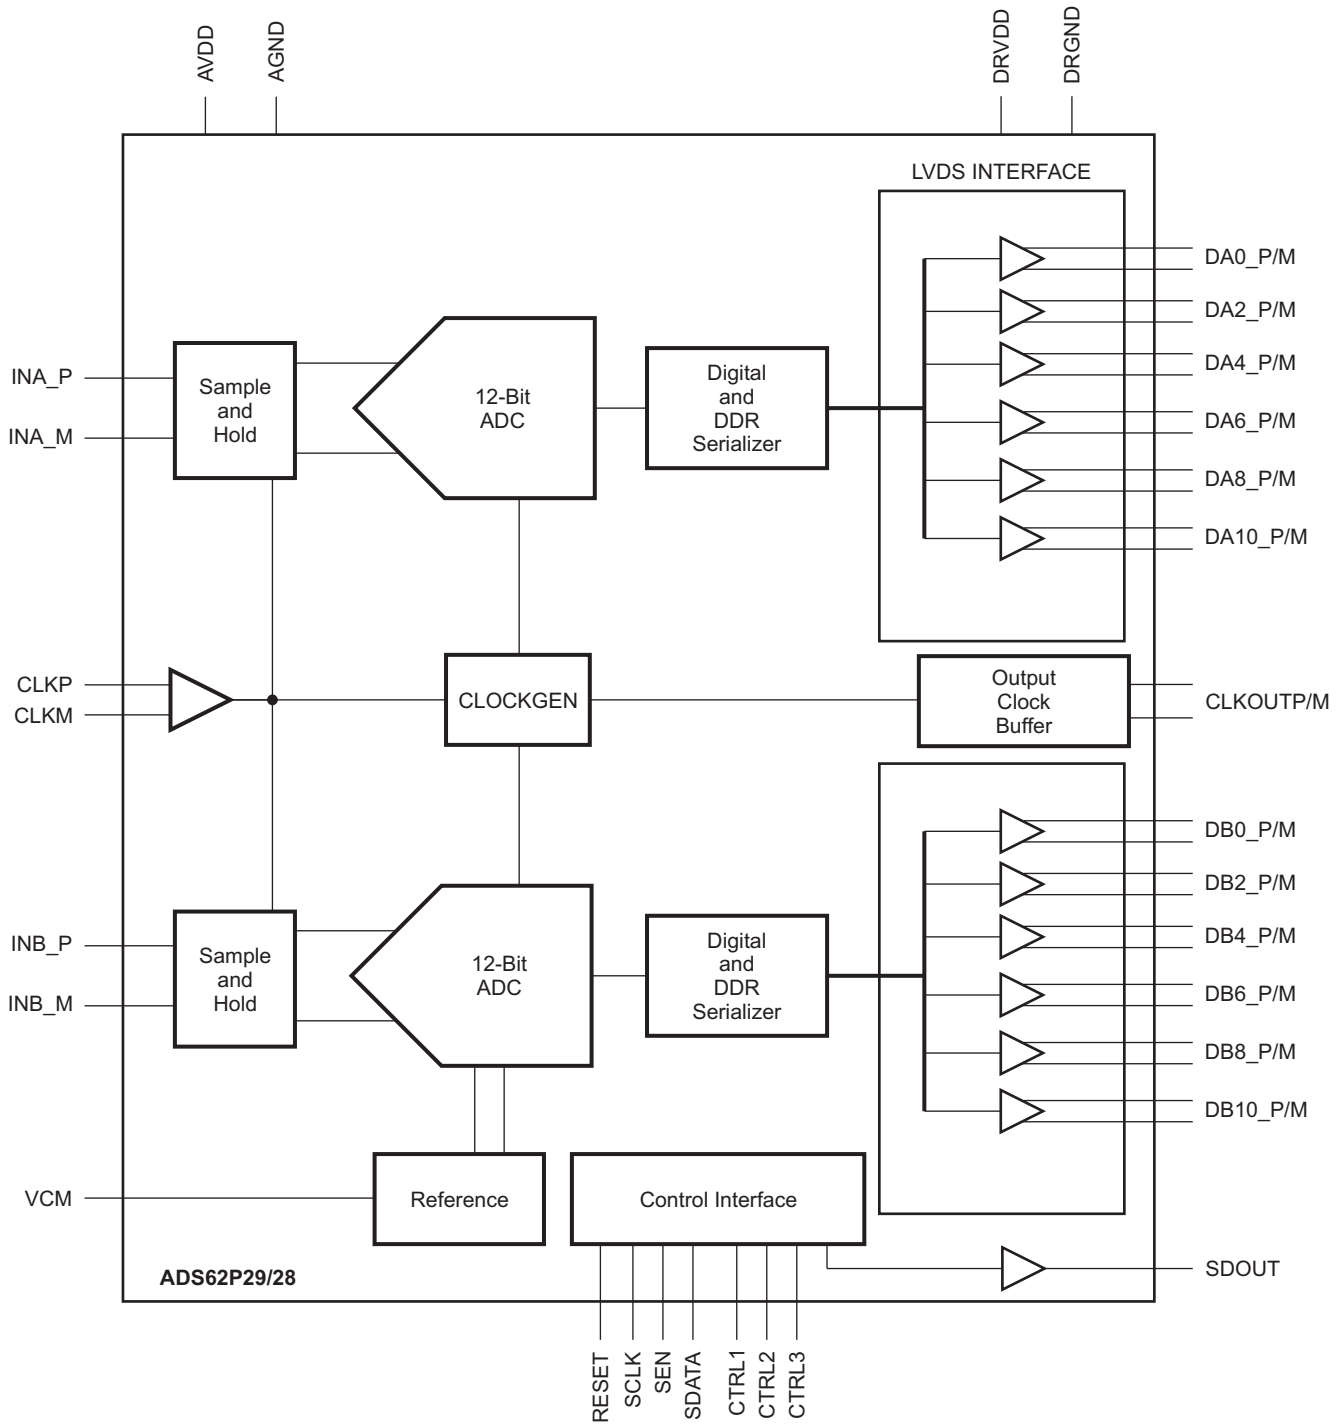 AVDD
AGND
DRVDD
DRGND
LVDS INTERFACE
DA0_P/M
DA2_P/M
DA4_P/M
DA6_P/M
DA8_P/M
DA10_P/M
INA_P
INA_M
Sample
and
Hold
12-Bit
ADC
Digital
and
DDR
Serializer
CLKP
CLKM
CLOCKGEN
Output
Clock
Buffer
CLKOUTP/M
DB0_P/M
DB2_P/M
DB4_P/M
DB6_P/M
DB8_P/M
DB10_P/M
INB_P
INB_M
Sample
and
Hold
12-Bit
ADC
Digital
and
DDR
Serializer
VCM
Reference
Control Interface
SDOUT
ADS62P29/28
RESET
SCLK
SEN
SDATA
CTRL1
CTRL2
CTRL3